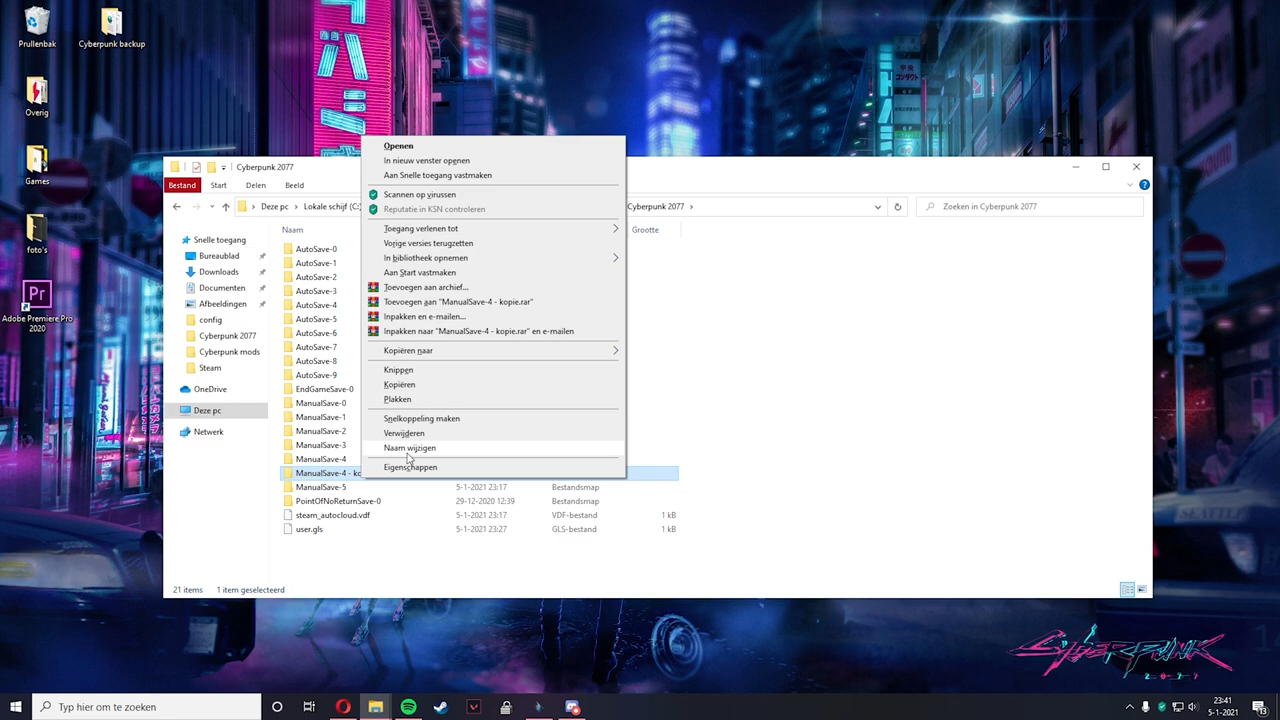 Prullenbak
Cyberpunk backup
Overig
Games
foto's
Adobe Premiere Pro
2020
Pr
Cyberpunk 2077
Bestand
Start
Delen
Beeld
Deze pc
Lokale schijf (C:)
Cyberpunk 2077
Zoeken in Cyberpunk 2077
Snelle toegang
Bureaublad
Downloads
Documenten
Afbeeldingen
config
Cyberpunk 2077
Cyberpunk mods
Steam
OneDrive
Deze pc
Netwerk
Naam
Grootte
AutoSave-0
AutoSave-1
AutoSave-2
AutoSave-3
AutoSave-4
AutoSave-5
AutoSave-6
AutoSave-7
AutoSave-8
AutoSave-9
EndGameSave-0
ManualSave-0
ManualSave-1
ManualSave-2
ManualSave-3
ManualSave-4
ManualSave-4 - ko
ManualSave-5 5-1-2021 23:17 Bestandsmap
PointOfNoReturnSave-0 29-12-2020 12:39 Bestandsmap
steam_autocloud.vdf 5-1-2021 23:17 VDF-bestand 1 kB
user.gls 5-1-2021 23:27 GLS-bestand 1 kB
Openen
In nieuw venster openen
Aan Snelle toegang vastmaken
Scannen op virussen
Reputatie in KSN controleren
Toegang verlenen tot
Vorige versies terugzetten
In bibliotheek opnemen
Aan Start vastmaken
Toevoegen aan archief...
Toevoegen aan "ManualSave-4 - kopie.rar"
Inpakken en e-mailen...
Inpakken naar "ManualSave-4 - kopie.rar" en e-mailen
Kopiëren naar
Knippen
Kopiëren
Plakken
Snelkoppeling maken
Verwijderen
Naam wijzigen
Eigenschappen
21 items
1 item geselecteerd
CYBERPUNK
2077
Typ hier om te zoeken
23:41
5-1-2021